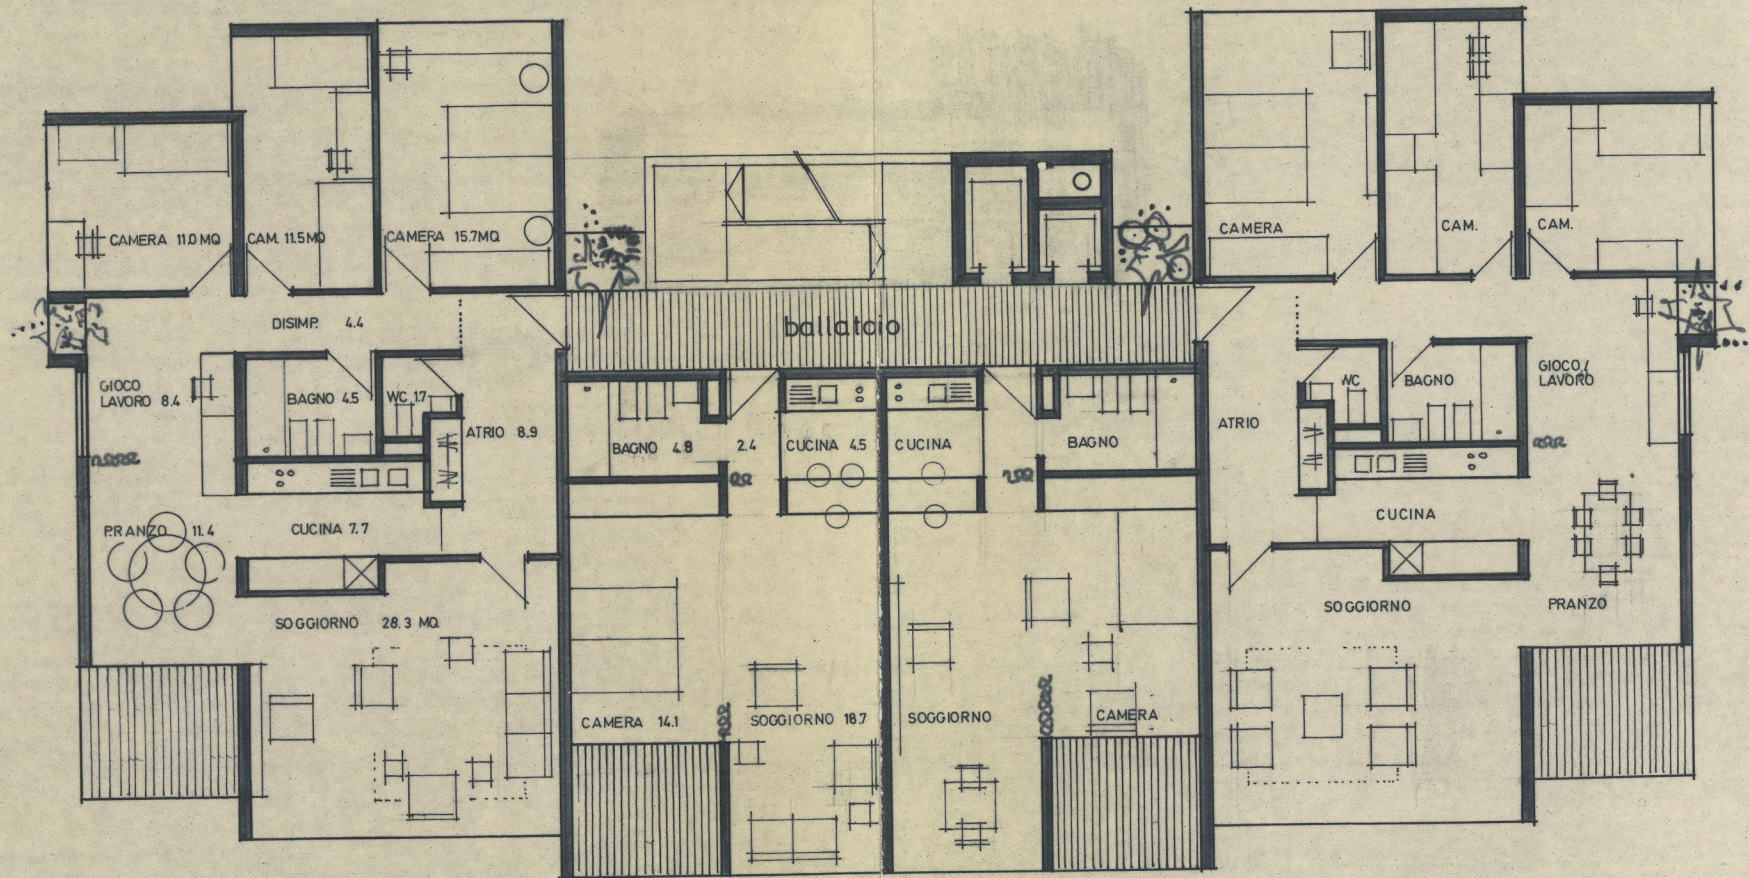 CAMERA 11.0 MQ
CAM. 11.5 MQ
CAMERA 15.7 MQ
CAMERA
CAM.
CAM.
DISIMP. 4.4
ballatoio
GIOCO
LAVORO 8.4
BAGNO 4.5
WC 1.7
ATRIO 8.9
BAGNO 4.8
2.4
CUCINA 4.5
CUCINA
BAGNO
ATRIO
WC
BAGNO
GIOCO/
LAVORO
PRANZO 11.4
CUCINA 7.7
CUCINA
SOGGIORNO 28.3 MQ
SOGGIORNO
PRANZO
CAMERA 14.1
SOGGIORNO 18.7
SOGGIORNO
CAMERA